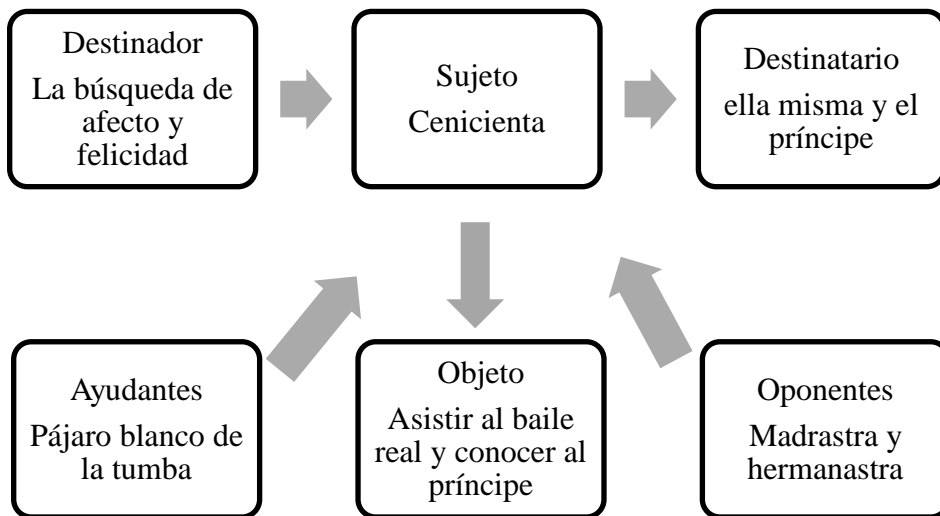 Destinador
La búsqueda de
afecto y
felicidad
Sujeto
Cenicienta
Destinatario
ella misma y el
príncipe
Ayudantes
Pájaro blanco de
la tumba
Objeto
Asistir al baile
real y conocer al
príncipe
Oponentes
Madrastra y
hermanastra